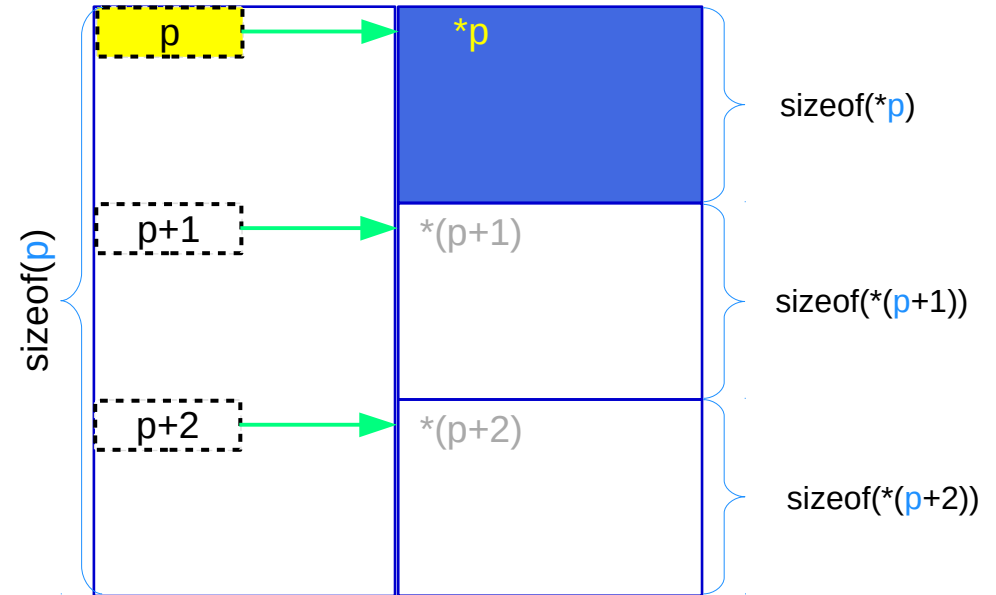 p
*p
sizeof(*p)
sizeof(p)
p+1
*(p+1)
sizeof(*(p+1))
p+2
*(p+2)
sizeof(*(p+2))